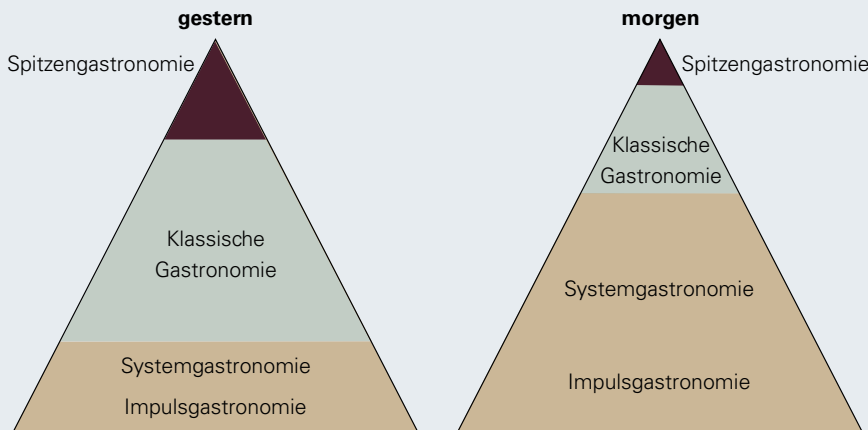 gestern
Spitzengastronomie
Klassische
Gastronomie
Systemgastronomie
Impulsgastronomie
morgen
Spitzengastronomie
Klassische
Gastronomie
Systemgastronomie
Impulsgastronomie